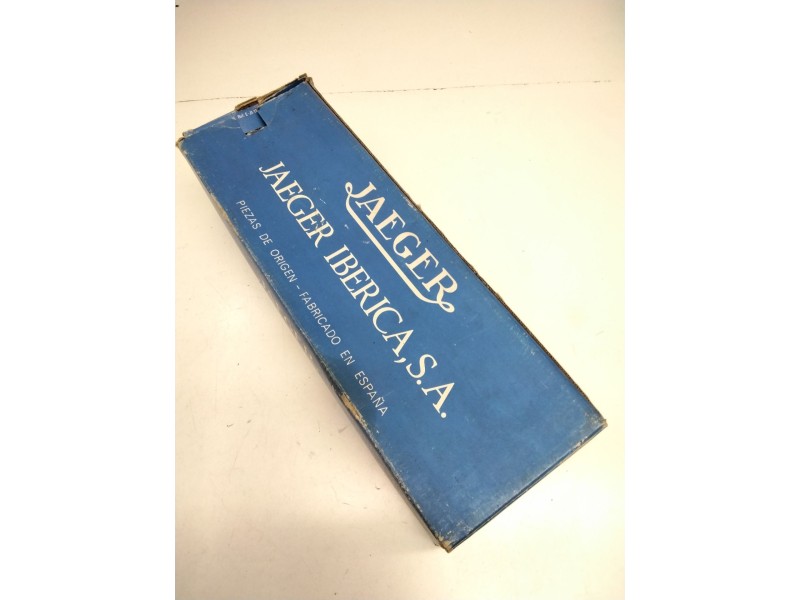 JAEGER
JAEGER IBERICA, S.A.
PIEZAS DE ORIGEN - FABRICADO EN ESPAÑA